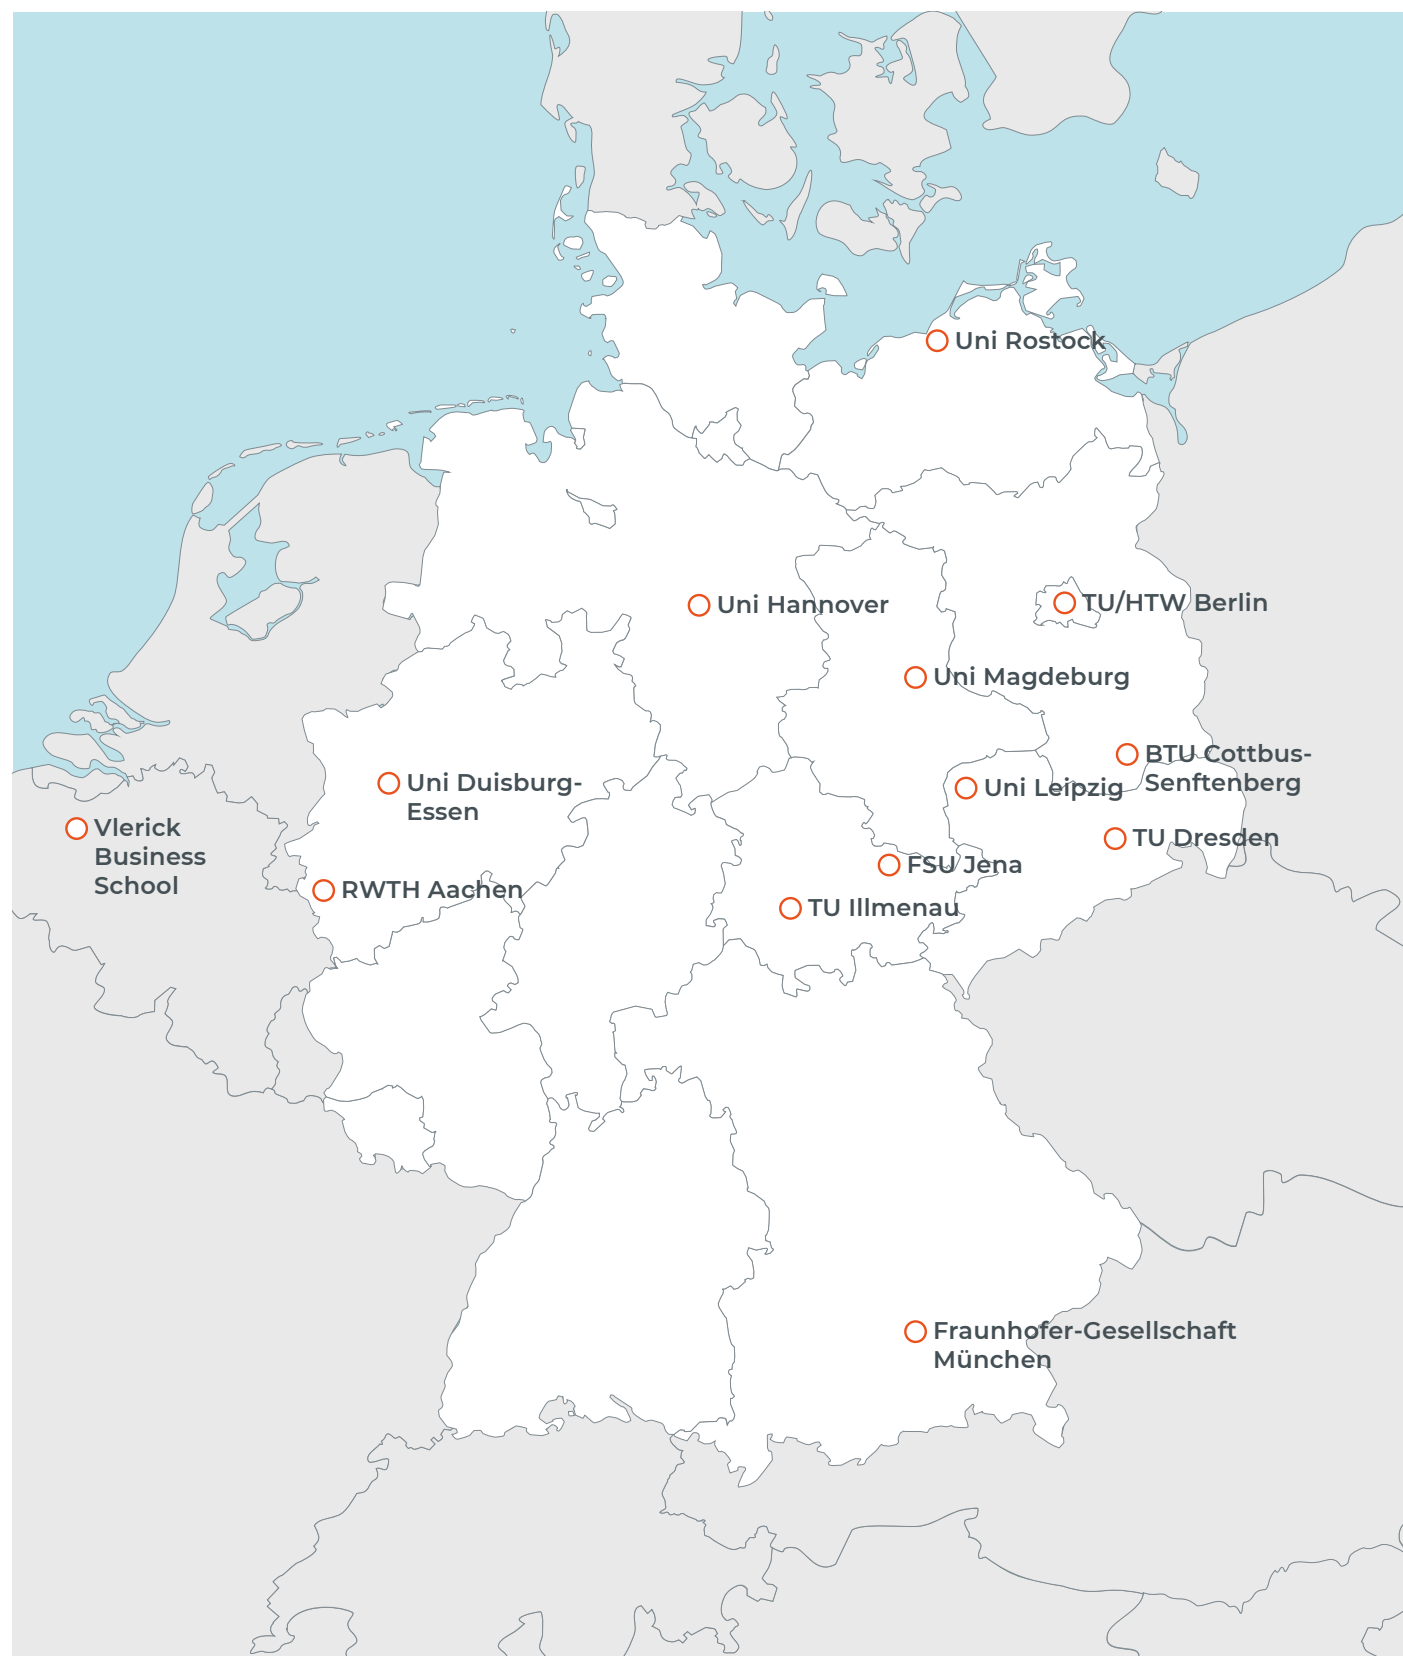 Uni Rostock
Uni Hannover
TU/HTW Berlin
Uni Magdeburg
BTU Cottbus-
Senftenberg
Uni Duisburg-
Essen
Uni Leipzig
Vlerick
Business
School
TU Dresden
FSU Jena
RWTH Aachen
TU Illmenau
Fraunhofer-Gesellschaft
München